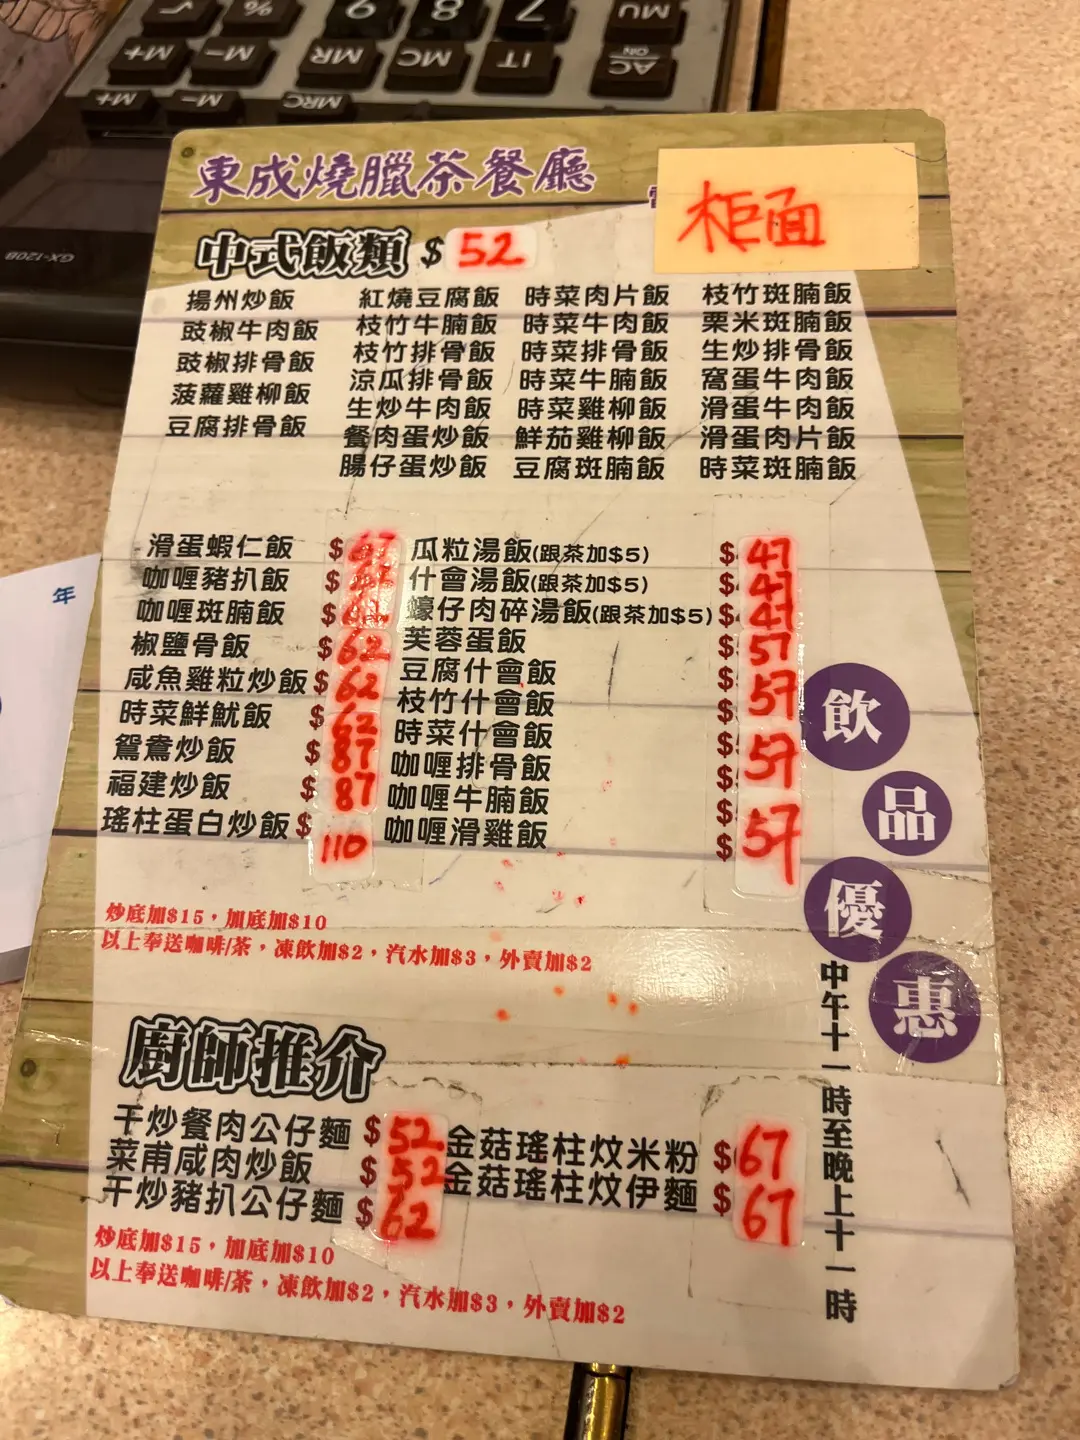 √ % 9 8 7 MU
M+ M- MR MC IT AC
ON
M+ M- MRC
GX-120B
年
東成燒臘茶餐廳
柜面
中式飯類 $ 52
揚州炒飯 紅燒豆腐飯 時菜肉片飯 枝竹斑腩飯
豉椒牛肉飯 枝竹牛腩飯 時菜牛肉飯 栗米斑腩飯
豉椒排骨飯 枝竹排骨飯 時菜排骨飯 生炒排骨飯
菠蘿雞柳飯 涼瓜排骨飯 時菜牛腩飯 窩蛋牛肉飯
豆腐排骨飯 生炒牛肉飯 時菜雞柳飯 滑蛋牛肉飯
餐肉蛋炒飯 鮮茄雞柳飯 滑蛋肉片飯
腸仔蛋炒飯 豆腐斑腩飯 時菜斑腩飯
滑蛋蝦仁飯 $ 瓜粒湯飯(跟茶加$5) $ 47
咖喱豬扒飯 $ 什會湯飯(跟茶加$5) $ 47
咖喱斑腩飯 $ 蠔仔肉碎湯飯(跟茶加$5) $ 47
椒鹽骨飯 $ 62 芙蓉蛋飯 $ 57
咸魚雞粒炒飯 $ 62 豆腐什會飯 $ 57
時菜鮮魷飯 $ 62 枝竹什會飯 $
鴛鴦炒飯 $ 87 時菜什會飯 $ 57
福建炒飯 $ 87 咖喱排骨飯 $
瑤柱蛋白炒飯 $ 110 咖喱牛腩飯 $ 57
咖喱滑雞飯 $
炒底加$15，加底加$10
以上奉送咖啡/茶，凍飲加$2，汽水加$3，外賣加$2
飲品優惠
中午十一時至晚上十一時
廚師推介
干炒餐肉公仔麵 $ 52 金菇瑤柱炆米粉 $ 67
菜甫咸肉炒飯 $ 52 金菇瑤柱炆伊麵 $ 67
干炒豬扒公仔麵 $ 62
炒底加$15，加底加$10
以上奉送咖啡/茶，凍飲加$2，汽水加$3，外賣加$2